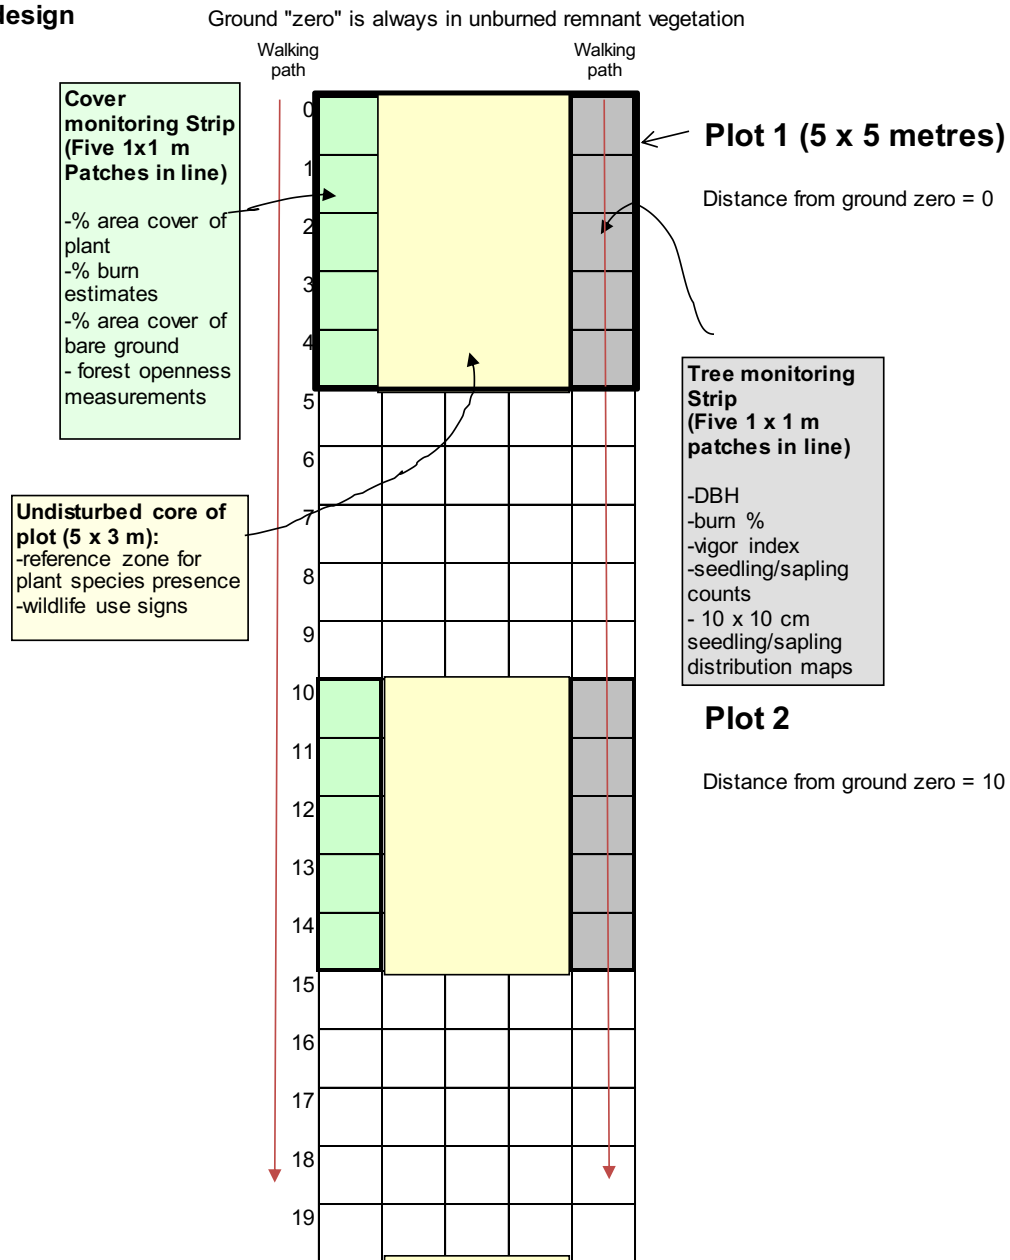 design
Ground "zero" is always in unburned remnant vegetation
Walking
path
Walking
path
Cover
monitoring Strip
(Five 1x1 m
Patches in line)
-% area cover of
plant
-% burn
estimates
-% area cover of
bare ground
- forest openness
measurements
Plot 1 (5 x 5 metres)
Distance from ground zero = 0
0
1
2
3
4
5
6
7
8
9
10
11
12
13
14
15
16
17
18
19
Tree monitoring
Strip
(Five 1 x 1 m
patches in line)
-DBH
-burn %
-vigor index
-seedling/sapling
counts
- 10 x 10 cm
seedling/sapling
distribution maps
Undisturbed core of
plot (5 x 3 m):
-reference zone for
plant species presence
-wildlife use signs
Plot 2
Distance from ground zero = 10